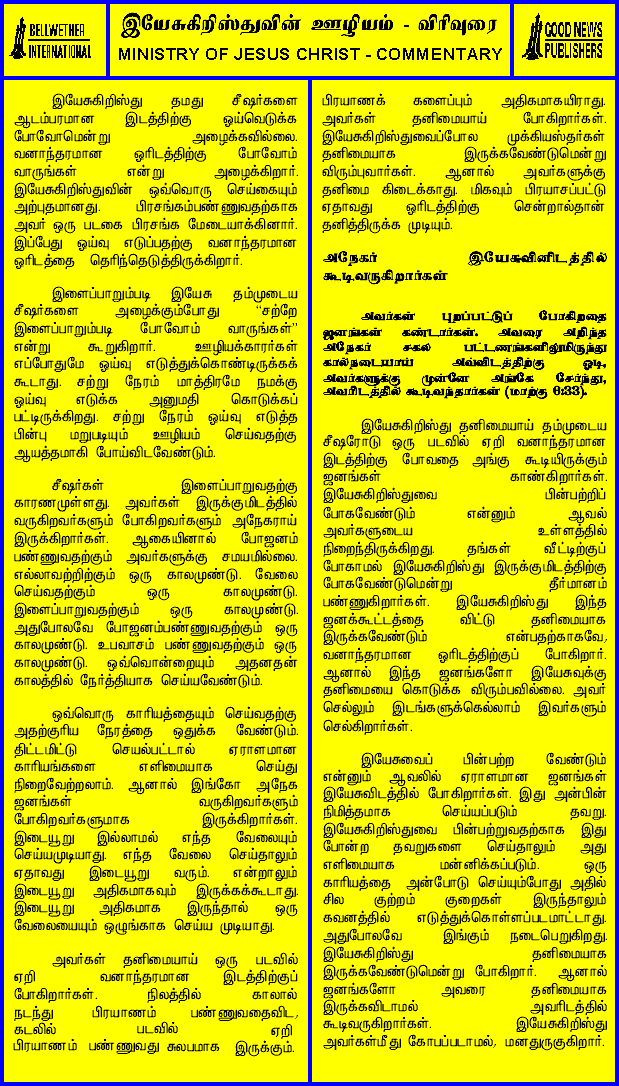 BELLWETHER
INTERNATIONAL
இயேசுகிறிஸ்துவின் ஊழியம் - விரிவுரை
MINISTRY OF JESUS CHRIST - COMMENTARY
GOOD NEWS
PUBLISHERS
இயேசுகிறிஸ்து தமது சீஷர்களை
ஆடம்பரமான இடத்திற்கு ஓய்வெடுக்க
போவோமென்று அழைக்கவில்லை.
வனாந்தரமான ஓரிடத்திற்கு போவோம்
வாருங்கள் என்று அழைக்கிறார்.
இயேசுகிறிஸ்துவின் ஒவ்வொரு செய்கையும்
அற்புதமானது. பிரசங்கம்பண்ணுவதற்காக
அவர் ஒரு படகை பிரசங்க மேடையாக்கினார்.
இப்பேது ஓய்வு எடுப்பதற்கு வனாந்தரமான
ஓரிடத்தை தெரிந்தெடுத்திருக்கிறார்.
இளைப்பாறும்படி இயேசு தம்முடைய
சீஷர்களை அழைக்கும்போது “சற்றே
இளைப்பாறும்படி போவோம் வாருங்கள்”
என்று கூறுகிறார். ஊழியக்காரர்கள்
எப்போதுமே ஓய்வு எடுத்துக்கொண்டிருக்கக்
கூடாது. சற்று நேரம் மாத்திரமே நமக்கு
ஓய்வு எடுக்க அனுமதி கொடுக்கப்
பட்டிருக்கிறது. சற்று நேரம் ஓய்வு எடுத்த
பின்பு மறுபடியும் ஊழியம் செய்வதற்கு
ஆயத்தமாகி போய்விடவேண்டும்.
சீஷர்கள் இளைப்பாறுவதற்கு
காரணமுள்ளது. அவர்கள் இருக்குமிடத்தில்
வருகிறவர்களும் போகிறவர்களும் அநேகராய்
இருக்கிறார்கள். ஆகையினால் போஜனம்
பண்ணுவதற்கும் அவர்களுக்கு சமயமில்லை.
எல்லாவற்றிற்கும் ஒரு காலமுண்டு. வேலை
செய்வதற்கும் ஒரு காலமுண்டு.
இளைப்பாறுவதற்கும் ஒரு காலமுண்டு.
அதுபோலவே போஜனம்பண்ணுவதற்கும் ஒரு
காலமுண்டு. உபவாசம் பண்ணுவதற்கும் ஒரு
காலமுண்டு. ஒவ்வொன்றையும் அதனதன்
காலத்தில் நேர்த்தியாக செய்யவேண்டும்.
ஒவ்வொரு காரியத்தையும் செய்வதற்கு
அதற்குரிய நேரத்தை ஒதுக்க வேண்டும்.
திட்டமிட்டு செயல்பட்டால் ஏராளமான
காரியங்களை எளிமையாக செய்து
நிறைவேற்றலாம். ஆனால் இங்கோ அநேக
ஜனங்கள் வருகிறவர்களும்
போகிறவர்களுமாக இருக்கிறார்கள்.
இடையூறு இல்லாமல் எந்த வேலையும்
செய்யமுடியாது. எந்த வேலை செய்தாலும்
ஏதாவது இடையூறு வரும். என்றாலும்
இடையூறு அதிகமாகவும் இருக்கக்கூடாது.
இடையூறு அதிகமாக இருந்தால் ஒரு
வேலையையும் ஒழுங்காக செய்ய முடியாது.
அவர்கள் தனிமையாய் ஒரு படவில்
ஏறி வனாந்தரமான இடத்திற்குப்
போகிறார்கள். நிலத்தில் காலால்
நடந்து பிரயாணம் பண்ணுவதைவிட,
கடலில் படவில் ஏறி
பிரயாணம் பண்ணுவது சுலபமாக இருக்கும்.
பிரயாணக் களைப்பும் அதிகமாகயிராது.
அவர்கள் தனிமையாய் போகிறார்கள்.
இயேசுகிறிஸ்துவைப்போல முக்கியஸ்தர்கள்
தனிமையாக இருக்கவேண்டுமென்று
விரும்புவார்கள். ஆனால் அவர்களுக்கு
தனிமை கிடைக்காது. மிகவும் பிரயாசப்பட்டு
ஏதாவது ஓரிடத்திற்கு சென்றால்தான்
தனித்திருக்க முடியும்.
அநேகர் இயேசுவினிடத்தில்
கூடிவருகிறார்கள்
அவர்கள் புறப்பட்டுப் போகிறதை
ஜனங்கள் கண்டார்கள். அவரை அறிந்த
அநேகர் சகல பட்டணங்களிலுமிருந்து
கால்நடையாய் அவ்விடத்திற்கு ஓடி,
அவர்களுக்கு முன்னே அங்கே சேர்ந்து,
அவரிடத்தில் கூடிவந்தார்கள் (மாற்கு 6:33).
இயேசுகிறிஸ்து தனிமையாய் தம்முடைய
சீஷரோடு ஒரு படவில் ஏறி வனாந்தரமான
இடத்திற்கு போவதை அங்கு கூடியிருக்கும்
ஜனங்கள் காண்கிறார்கள்.
இயேசுகிறிஸ்துவை பின்பற்றிப்
போகவேண்டும் என்னும் ஆவல்
அவர்களுடைய உள்ளத்தில்
நிறைந்திருக்கிறது. தங்கள் வீட்டிற்குப்
போகாமல் இயேசுகிறிஸ்து இருக்குமிடத்திற்கு
போகவேண்டுமென்று தீர்மானம்
பண்ணுகிறார்கள். இயேசுகிறிஸ்து இந்த
ஜனக்கூட்டத்தை விட்டு தனிமையாக
இருக்கவேண்டும் என்பதற்காகவே,
வனாந்தரமான ஓரிடத்திற்குப் போகிறார்.
ஆனால் இந்த ஜனங்களோ இயேசுவுக்கு
தனிமையை கொடுக்க விரும்பவில்லை. அவர்
செல்லும் இடங்களுக்கெல்லாம் இவர்களும்
செல்கிறார்கள்.
இயேசுவைப் பின்பற்ற வேண்டும்
என்னும் ஆவலில் ஏராளமான ஜனங்கள்
இயேசுவிடத்தில் போகிறார்கள். இது அன்பின்
நிமித்தமாக செய்யப்படும் தவறு.
இயேசுகிறிஸ்துவை பின்பற்றுவதற்காக இது
போன்ற தவறுகளை செய்தாலும் அது
எளிமையாக மன்னிக்கப்படும். ஒரு
காரியத்தை அன்போடு செய்யும்போது அதில்
சில குற்றம் குறைகள் இருந்தாலும்
கவனத்தில் எடுத்துக்கொள்ளப்படமாட்டாது.
அதுபோலவே இங்கும் நடைபெறுகிறது.
இயேசுகிறிஸ்து தனிமையாக
இருக்கவேண்டுமென்று போகிறார். ஆனால்
ஜனங்களோ அவரை தனிமையாக
இருக்கவிடாமல் அவரிடத்தில்
கூடிவருகிறார்கள். இயேசுகிறிஸ்து
அவர்கள்மீது கோபப்படாமல், மனதுருகுகிறார்.